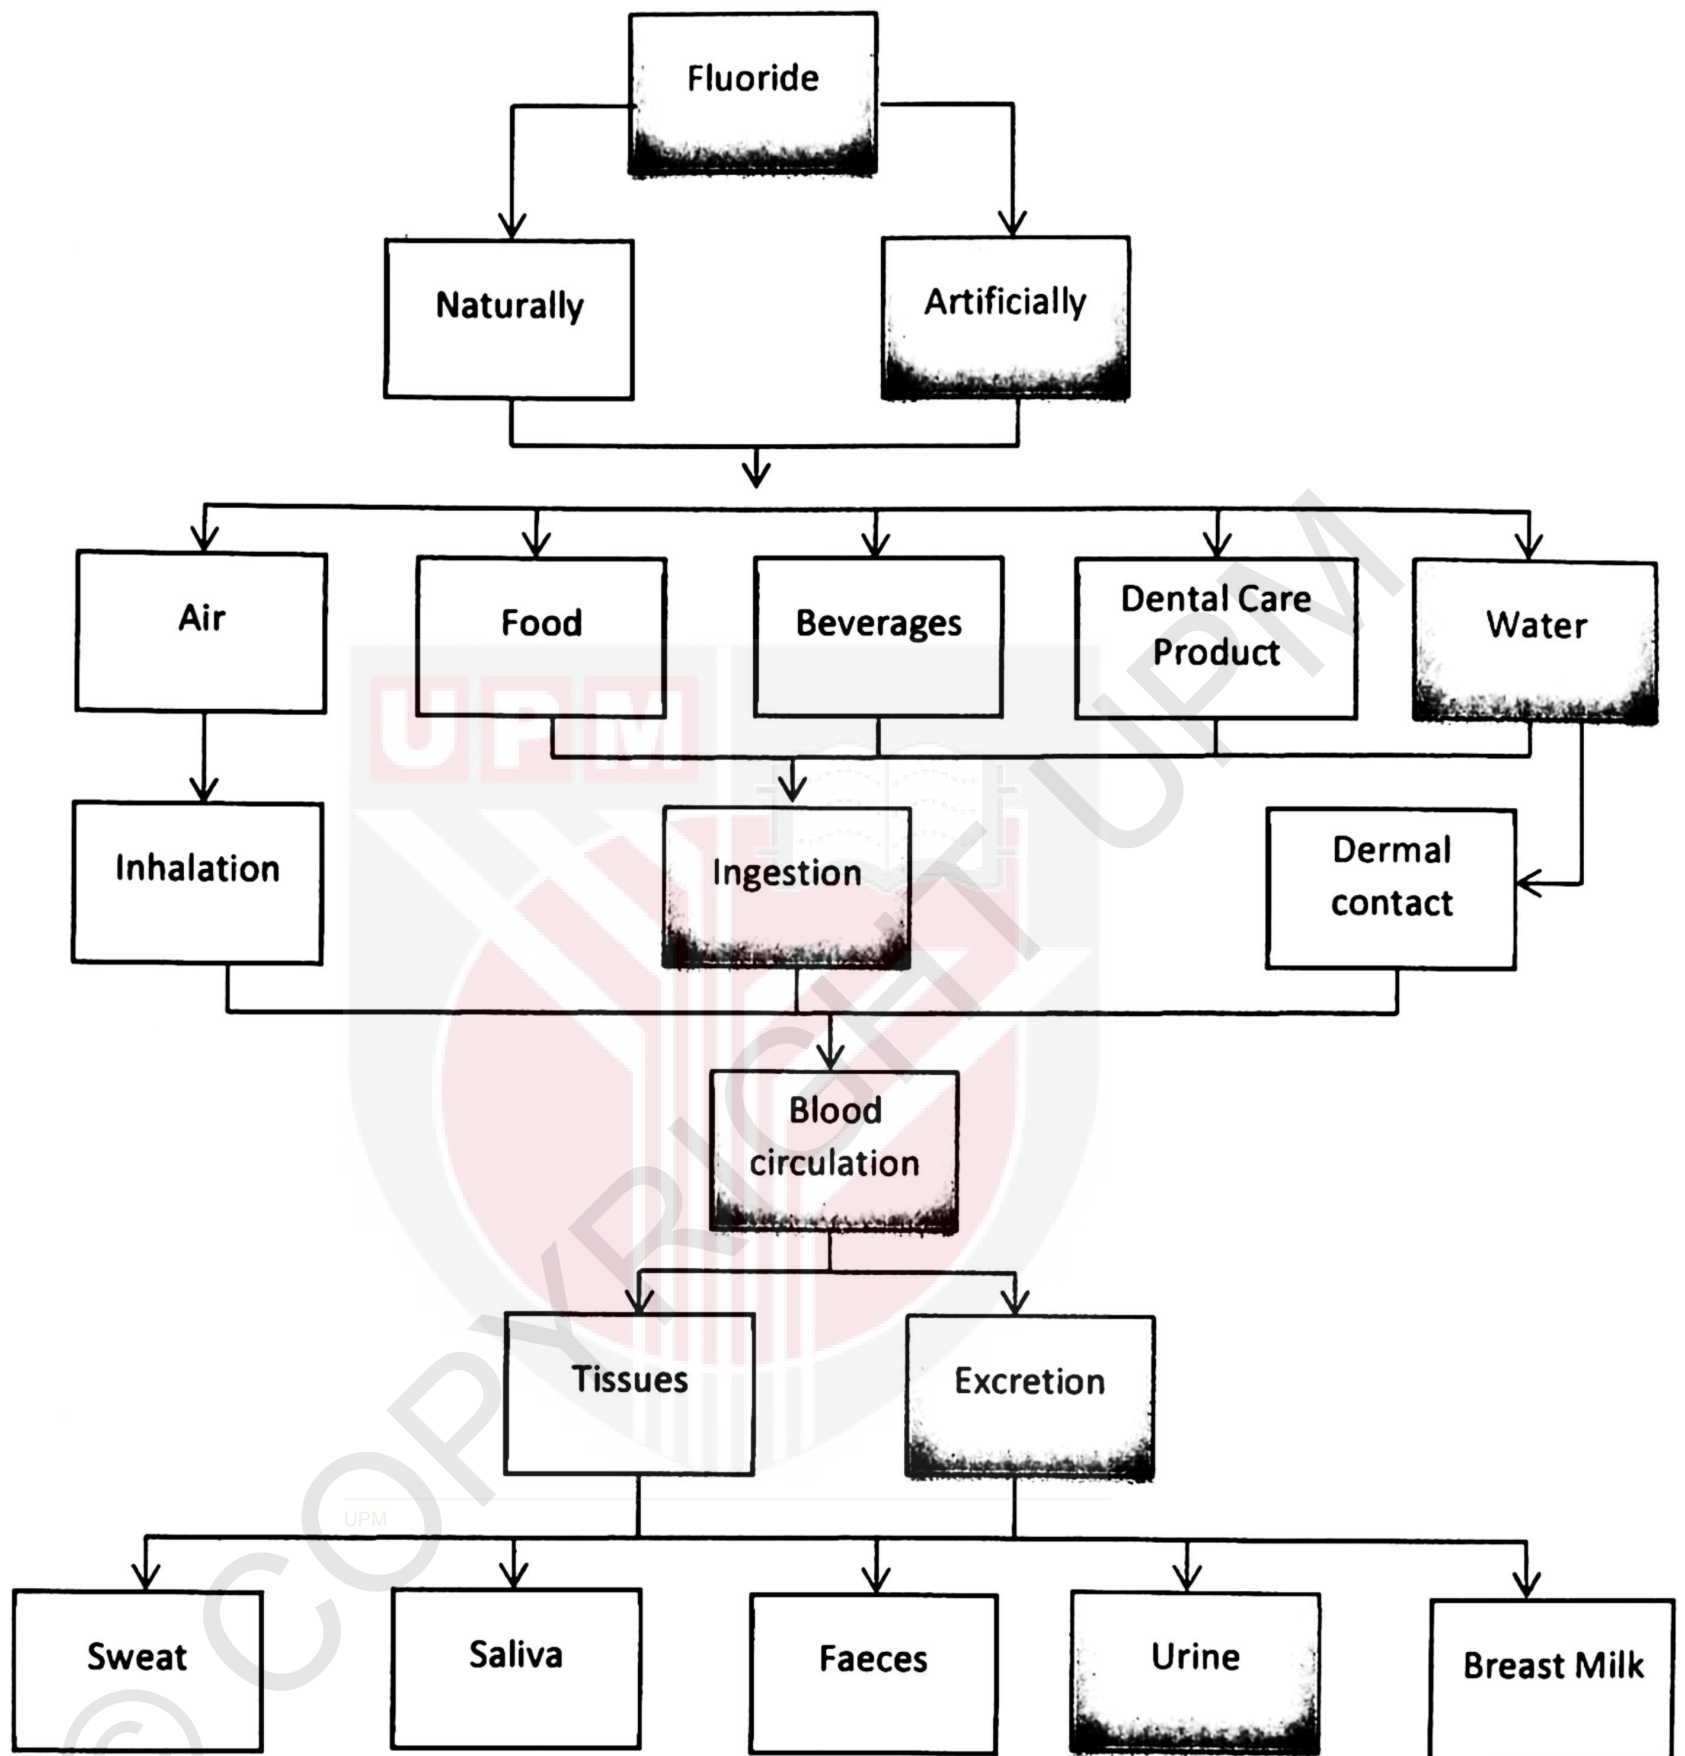 Fluoride
Naturally
Artificially
Air
Food
Beverages
Dental Care
Product
Water
UPM
Inhalation
Ingestion
Dermal
contact
Blood
circulation
Tissues
Excretion
UPM
Sweat
Saliva
Faeces
Urine
Breast Milk
© COPYRIGHT UPM